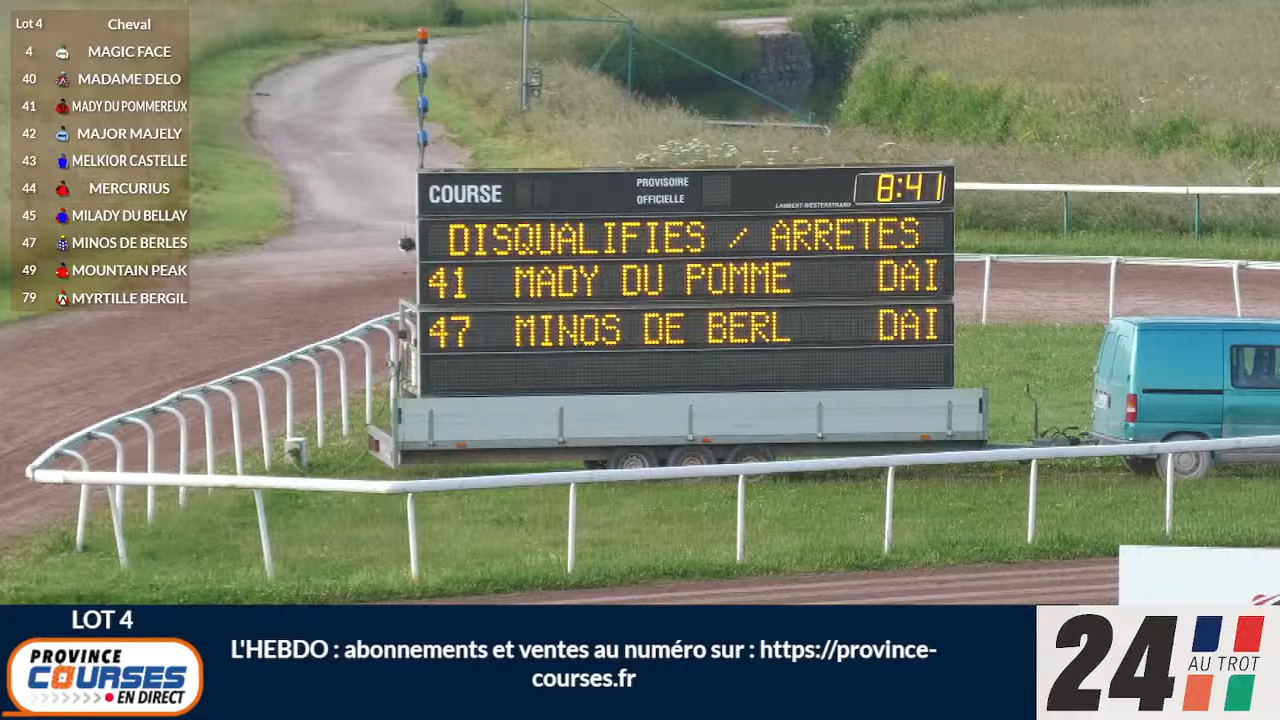 Lot 4 Cheval
4 MAGIC FACE
40 MADAME DELO
41 MADY DU POMMEREUX
42 MAJOR MAJELY
43 MELKIOR CASTELLE
44 MERCURIUS
45 MILADY DU BELLAY
47 MINOS DE BERLES
49 MOUNTAIN PEAK
79 MYRTILLE BERGIL
COURSE
PROVISOIRE
OFFICIELLE
LAMBERT-WESTERSTRAND
8:41
DISQUALIFIES / ARRETES
41 MADY DU POMME DAI
47 MINOS DE BERL DAI
LOT 4
PROVINCE
COURSES
EN DIRECT
L'HEBDO : abonnements et ventes au numéro sur : https://province-
courses.fr
24
AU TROT